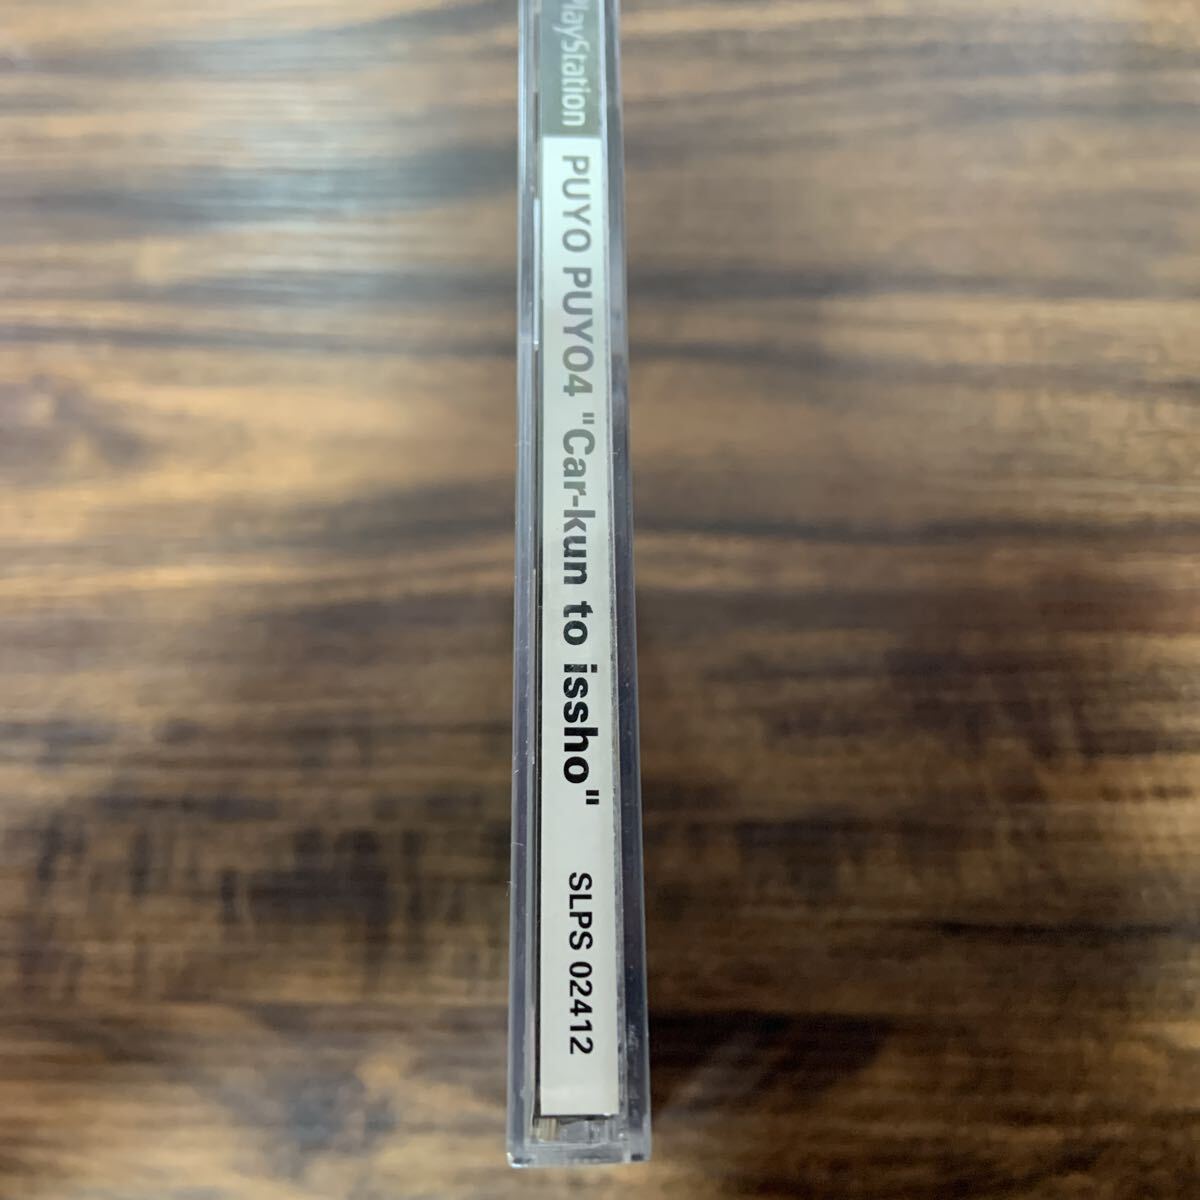 PlayStation
PUYO PUYO4 "Car-kun to issho"
SLPS 02412